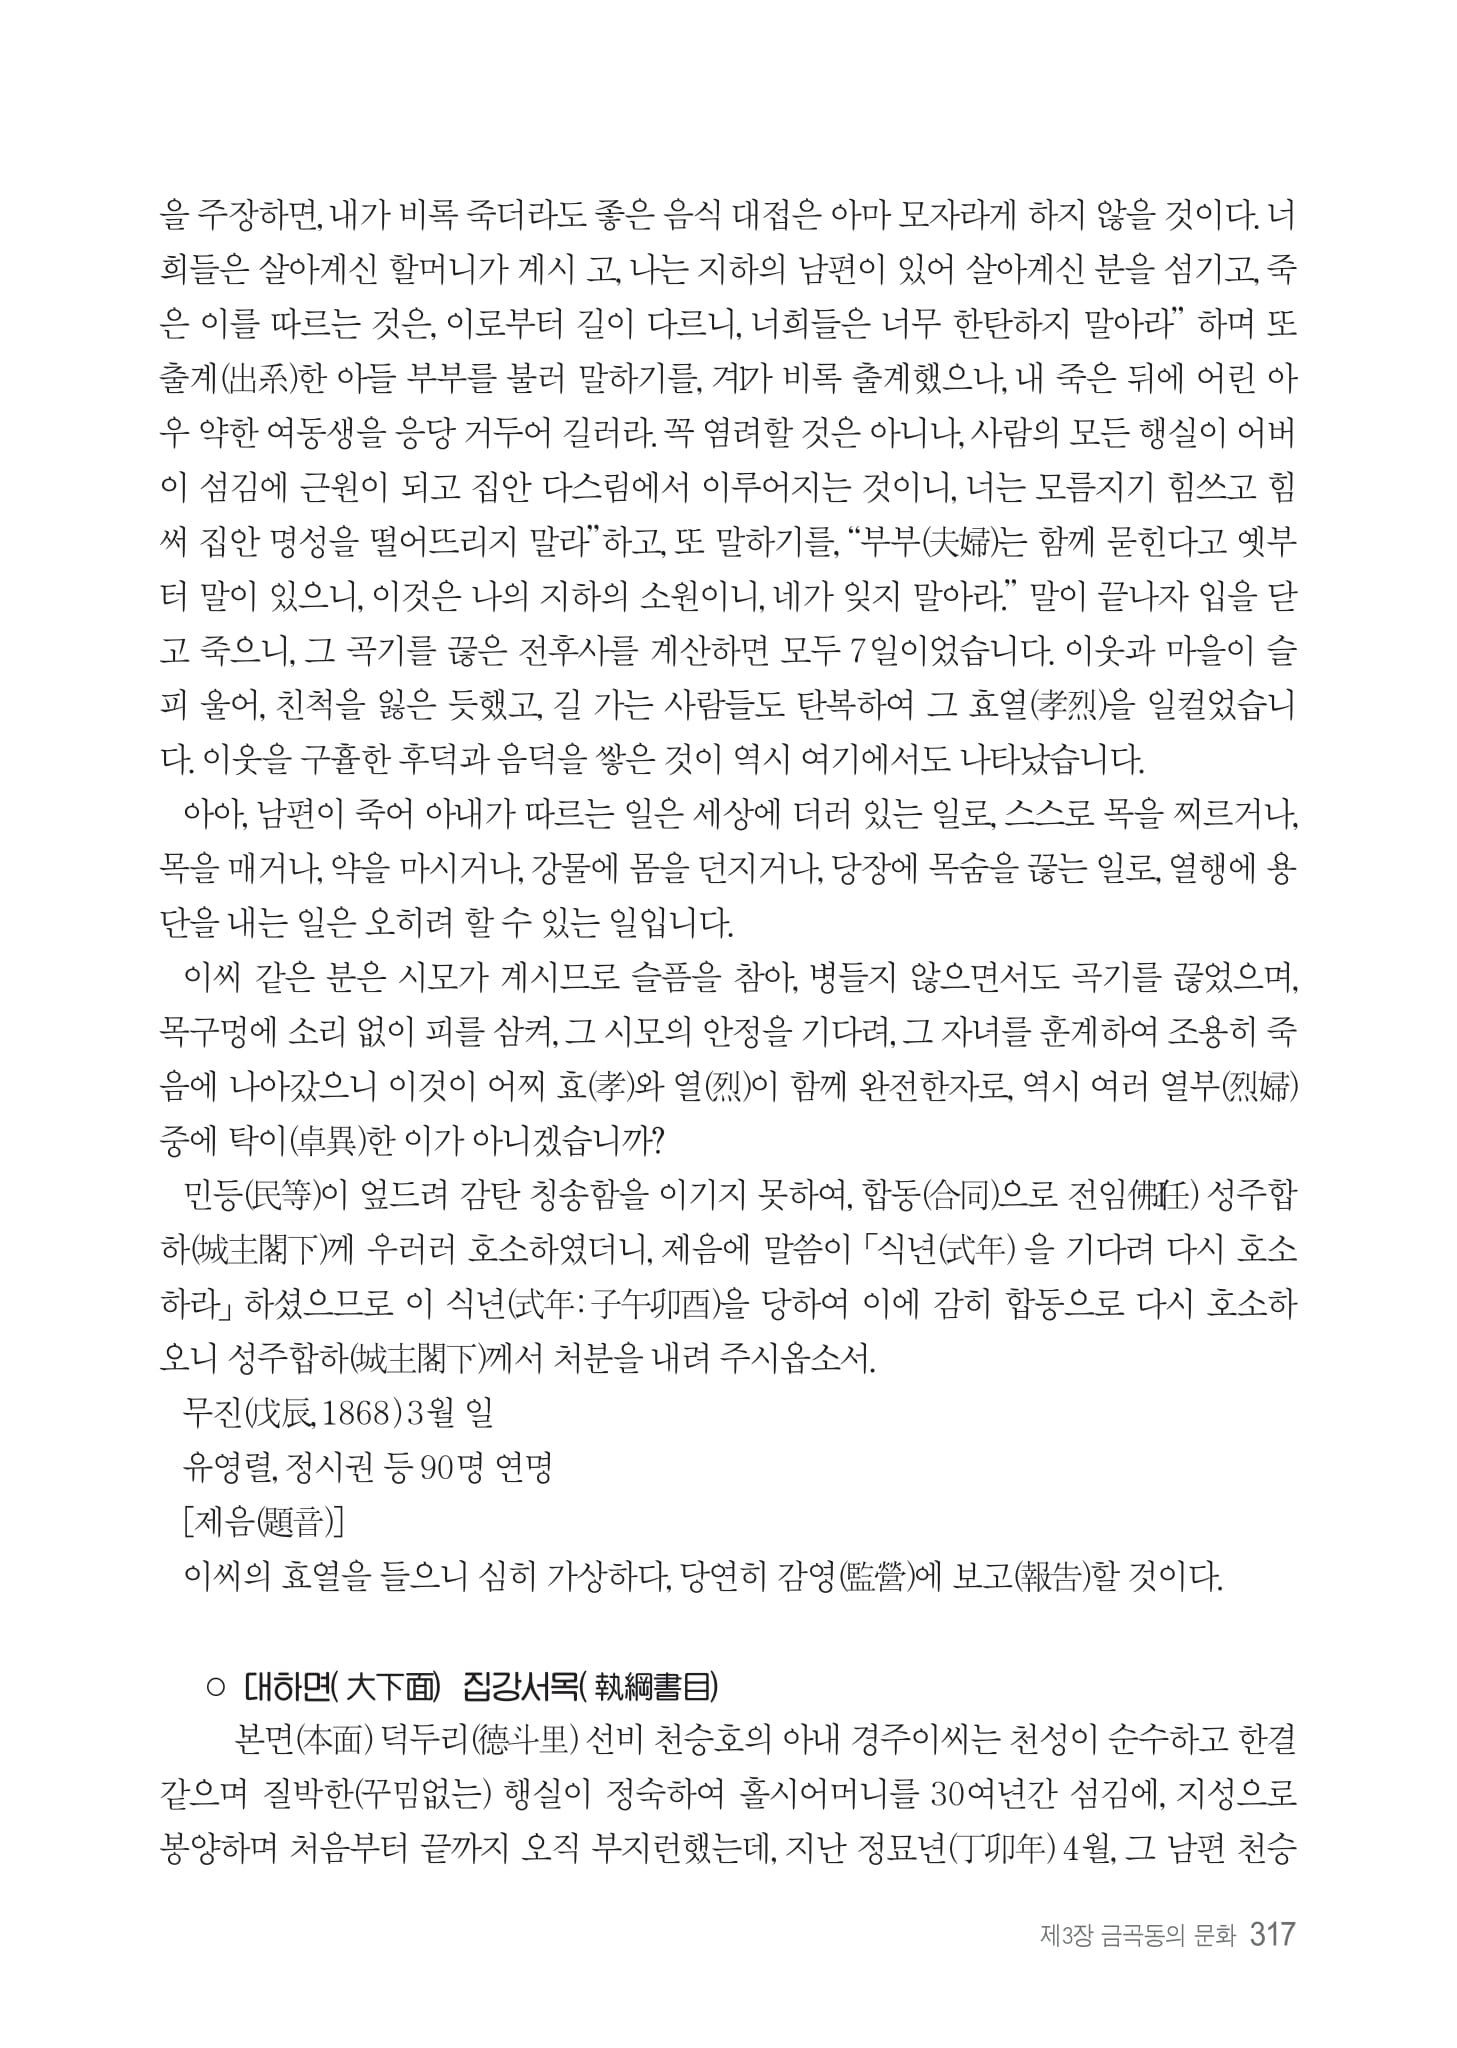 을 주장하면, 내가 비록 죽더라도 좋은 음식 대접은 아마 모자라게 하지 않을 것이다. 너
희들은 살아계신 할머니가 계시 고, 나는 지하의 남편이 있어 살아계신 분을 섬기고, 죽
은 이를 따르는 것은, 이로부터 길이 다르니, 너희들은 너무 한탄하지 말아라” 하며 또
출계(出系)한 아들 부부를 불러 말하기를, 가 비록 출계했으나, 내 죽은 뒤에 어린 아
우 약한 여동생을 응당 거두어 길러라. 꼭 염려할 것은 아니나, 사람의 모든 행실이 어버
이 섬김에 근원이 되고 집안 다스림에서 이루어지는 것이니, 너는 모름지기 힘쓰고 힘
써 집안 명성을 떨어뜨리지 말라”하고, 또 말하기를, “부부(夫婦)는 함께 묻힌다고 옛부
터 말이 있으니, 이것은 나의 지하의 소원이니, 네가 잊지 말아라.” 말이 끝나자 입을 닫
고 죽으니, 그 곡기를 끊은 전후사를 계산하면 모두 7일이었습니다. 이웃과 마을이 슬
피 울어, 친척을 잃은 듯했고, 길 가는 사람들도 탄복하여 그 효열(孝烈)을 일컬었습니
다. 이웃을 구휼한 후덕과 음덕을 쌓은 것이 역시 여기에서도 나타났습니다.
아아, 남편이 죽어 아내가 따르는 일은 세상에 더러 있는 일로, 스스로 목을 찌르거나,
목을 매거나, 약을 마시거나, 강물에 몸을 던지거나, 당장에 목숨을 끊는 일로, 열행에 용
단을 내는 일은 오히려 할 수 있는 일입니다.
이씨 같은 분은 시모가 계시므로 슬픔을 참아, 병들지 않으면서도 곡기를 끊었으며,
목구멍에 소리 없이 피를 삼켜, 그 시모의 안정을 기다려, 그 자녀를 훈계하여 조용히 죽
음에 나아갔으니 이것이 어찌 효(孝)와 열(烈)이 함께 완전한자로, 역시 여러 열부(烈婦)
중에 탁이(卓異)한 이가 아니겠습니까?
민등(民等)이 엎드려 감탄 칭송함을 이기지 못하여, 합동(合同)으로 전임佛任) 성주합
하(城主閣下)께 우러러 호소하였더니, 제음에 말씀이 「식년(式年) 을 기다려 다시 호소
하라」 하셨으므로 이 식년(式年: 子午卯酉)을 당하여 이에 감히 합동으로 다시 호소하
오니 성주합하(城主閣下)께서 처분을 내려 주시옵소서.
무진(戊辰, 1868) 3월 일
유영렬, 정시권 등 90명 연명
[제음(題音)]
이씨의 효열을 들으니 심히 가상하다, 당연히 감영(監營)에 보고(報告)할 것이다.
○ 대하면( 大下面) 집강서목( 執綱書目)
본면(本面) 덕두리(德斗里) 선비 천승호의 아내 경주이씨는 천성이 순수하고 한결
같으며 질박한(꾸밈없는) 행실이 정숙하여 홀시어머니를 30여년간 섬김에, 지성으로
봉양하며 처음부터 끝까지 오직 부지런했는데, 지난 정묘년(丁卯年) 4월, 그 남편 천승
제3장 금곡동의 문화 317